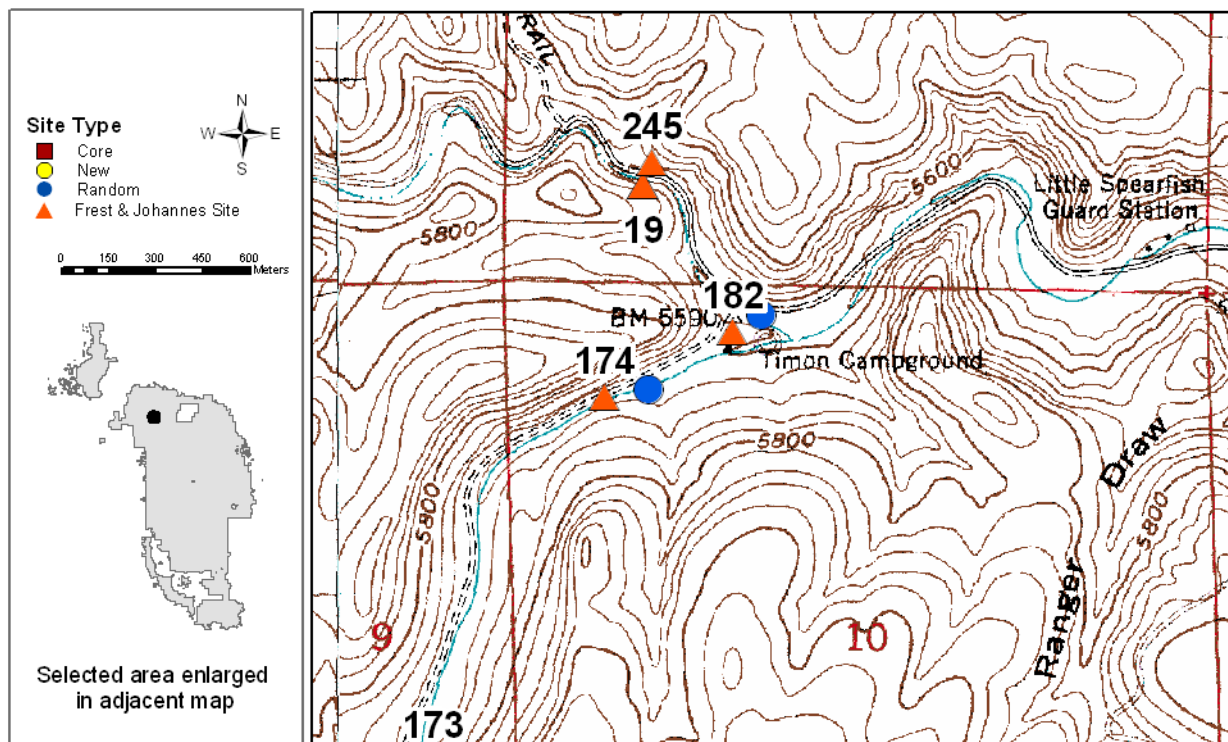 N
W E
S
Site Type
Core
New
Random
Frest & Johannes Site
0 150 300 450 600
Meters
Selected area enlarged
in adjacent map
RAIL
245
19
5800
5600
Little Spearfish
Guard Station
182
BM 5590
Timon Campground
174
5800
5800
Draw
5800
Ranger
9
10
173